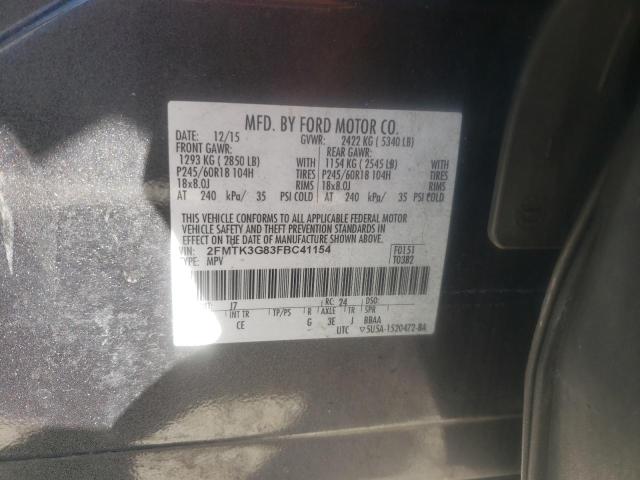 MFD. BY FORD MOTOR CO.
DATE: 12/15 GVWR: 2422 KG ( 5340 LB)
FRONT GAWR: REAR GAWR:
1293 KG ( 2850 LB) WITH 1154 KG ( 2545 LB) WITH
P245/60R18 104H TIRES P245/60R18 104H TIRES
18x8.0J RIMS 18x8.0J RIMS
AT 240 kPa/ 35 PSI COLD AT 240 kPa/ 35 PSI COLD
THIS VEHICLE CONFORMS TO ALL APPLICABLE FEDERAL MOTOR
VEHICLE SAFETY AND THEFT PREVENTION STANDARDS IN
EFFECT ON THE DATE OF MANUFACTURE SHOWN ABOVE.
VIN: 2FMTK3G83FBC41154 F0151
TYPE: MPV T0382
J7 RC: 24 DSO:
INT TR TP/PS R AXLE TR SPR
CE G 3E J BBAA
UTC ▽5U5A-1520472-BA